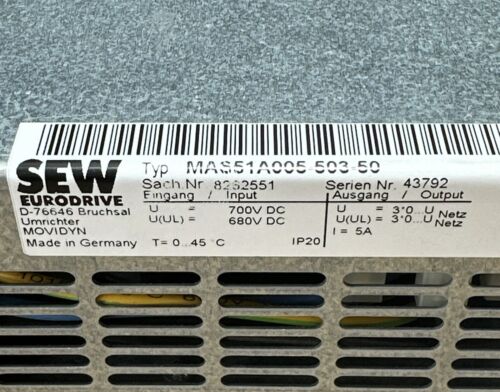 SEW
EURODRIVE
D-76646 Bruchsal
Umrichter
MOVIDYN
Made in Germany
Typ MAS51A005-503-50
Sach.Nr. 8262551 Serien Nr. 43792
Eingang / Input Ausgang / Output
U = 700V DC U = 3*0...U Netz
U(UL) = 680V DC U(UL) = 3*0...U Netz
I = 5A
T= 0...45 °C IP20